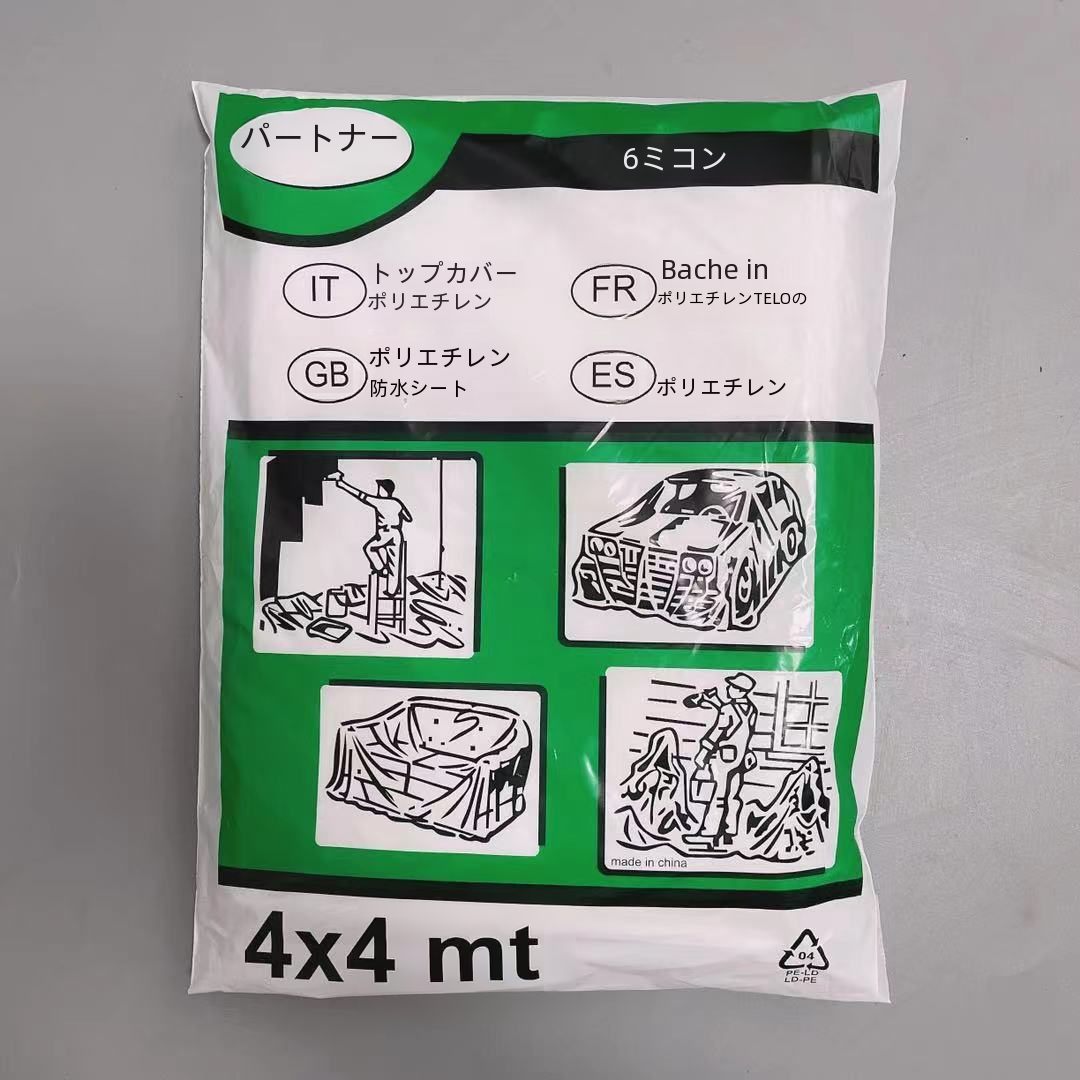 パートナー
6ミコン
IT
トップカバー
ポリエチレン
FR
Bache in
ポリエチレンTELOの
GB
ポリエチレン
防水シート
ES
ポリエチレン
made in china
4x4 mt
04
PE-LD
LD-PE